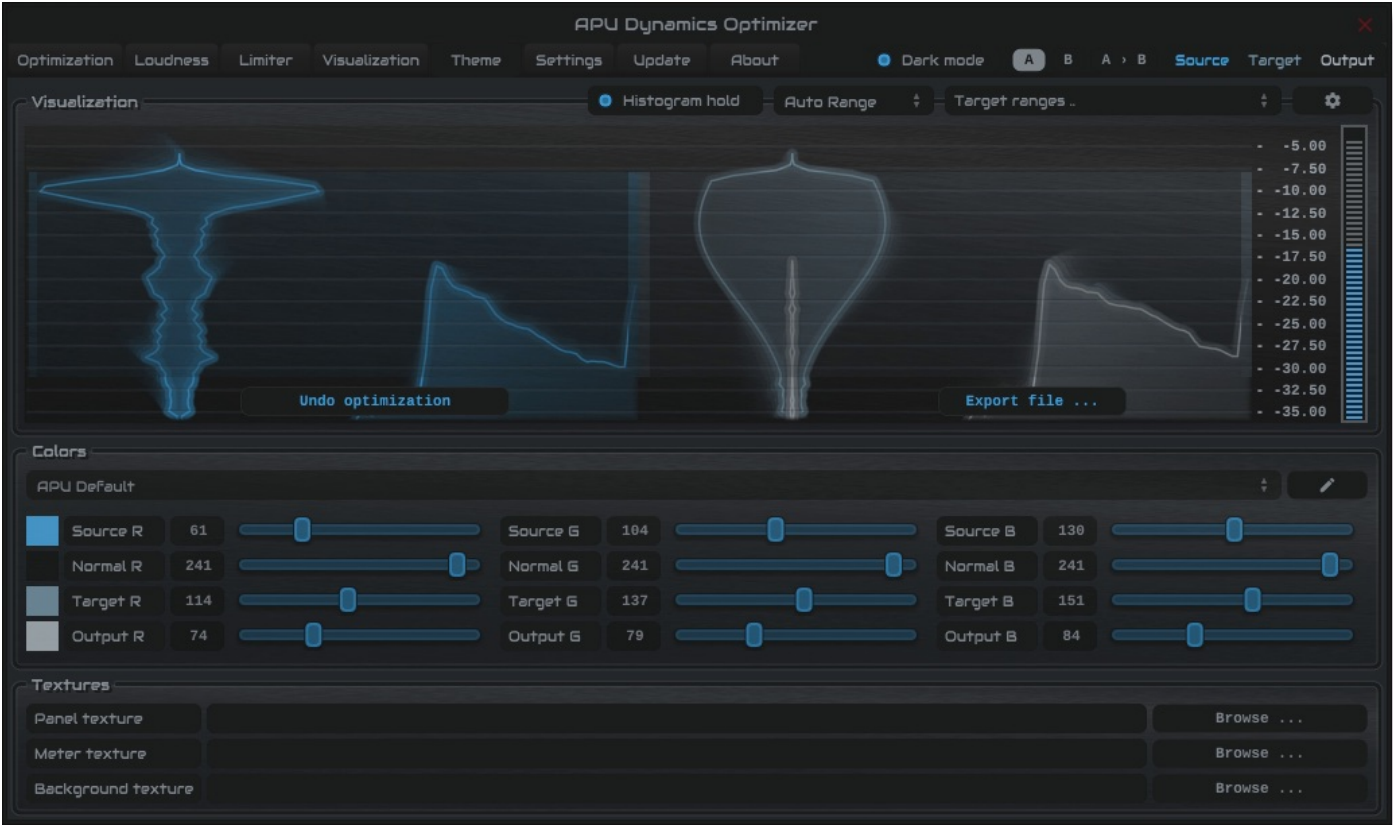 APU Dynamics Optimizer
Optimization Loudness Limiter Visualization Theme Settings Update About Dark mode A B A › B Source Target Output
Visualization Histogram hold Auto Range Target ranges ..
- -5.00
- -7.50
- -10.00
- -12.50
- -15.00
- -17.50
- -20.00
- -22.50
- -25.00
- -27.50
- -30.00
- -32.50
- -35.00
Undo optimization Export file ...
Colors
APU Default
Source R 61 Source G 104 Source B 130
Normal R 241 Normal G 241 Normal B 241
Target R 114 Target G 137 Target B 151
Output R 74 Output G 79 Output B 84
Textures
Panel texture Browse ...
Meter texture Browse ...
Background texture Browse ...